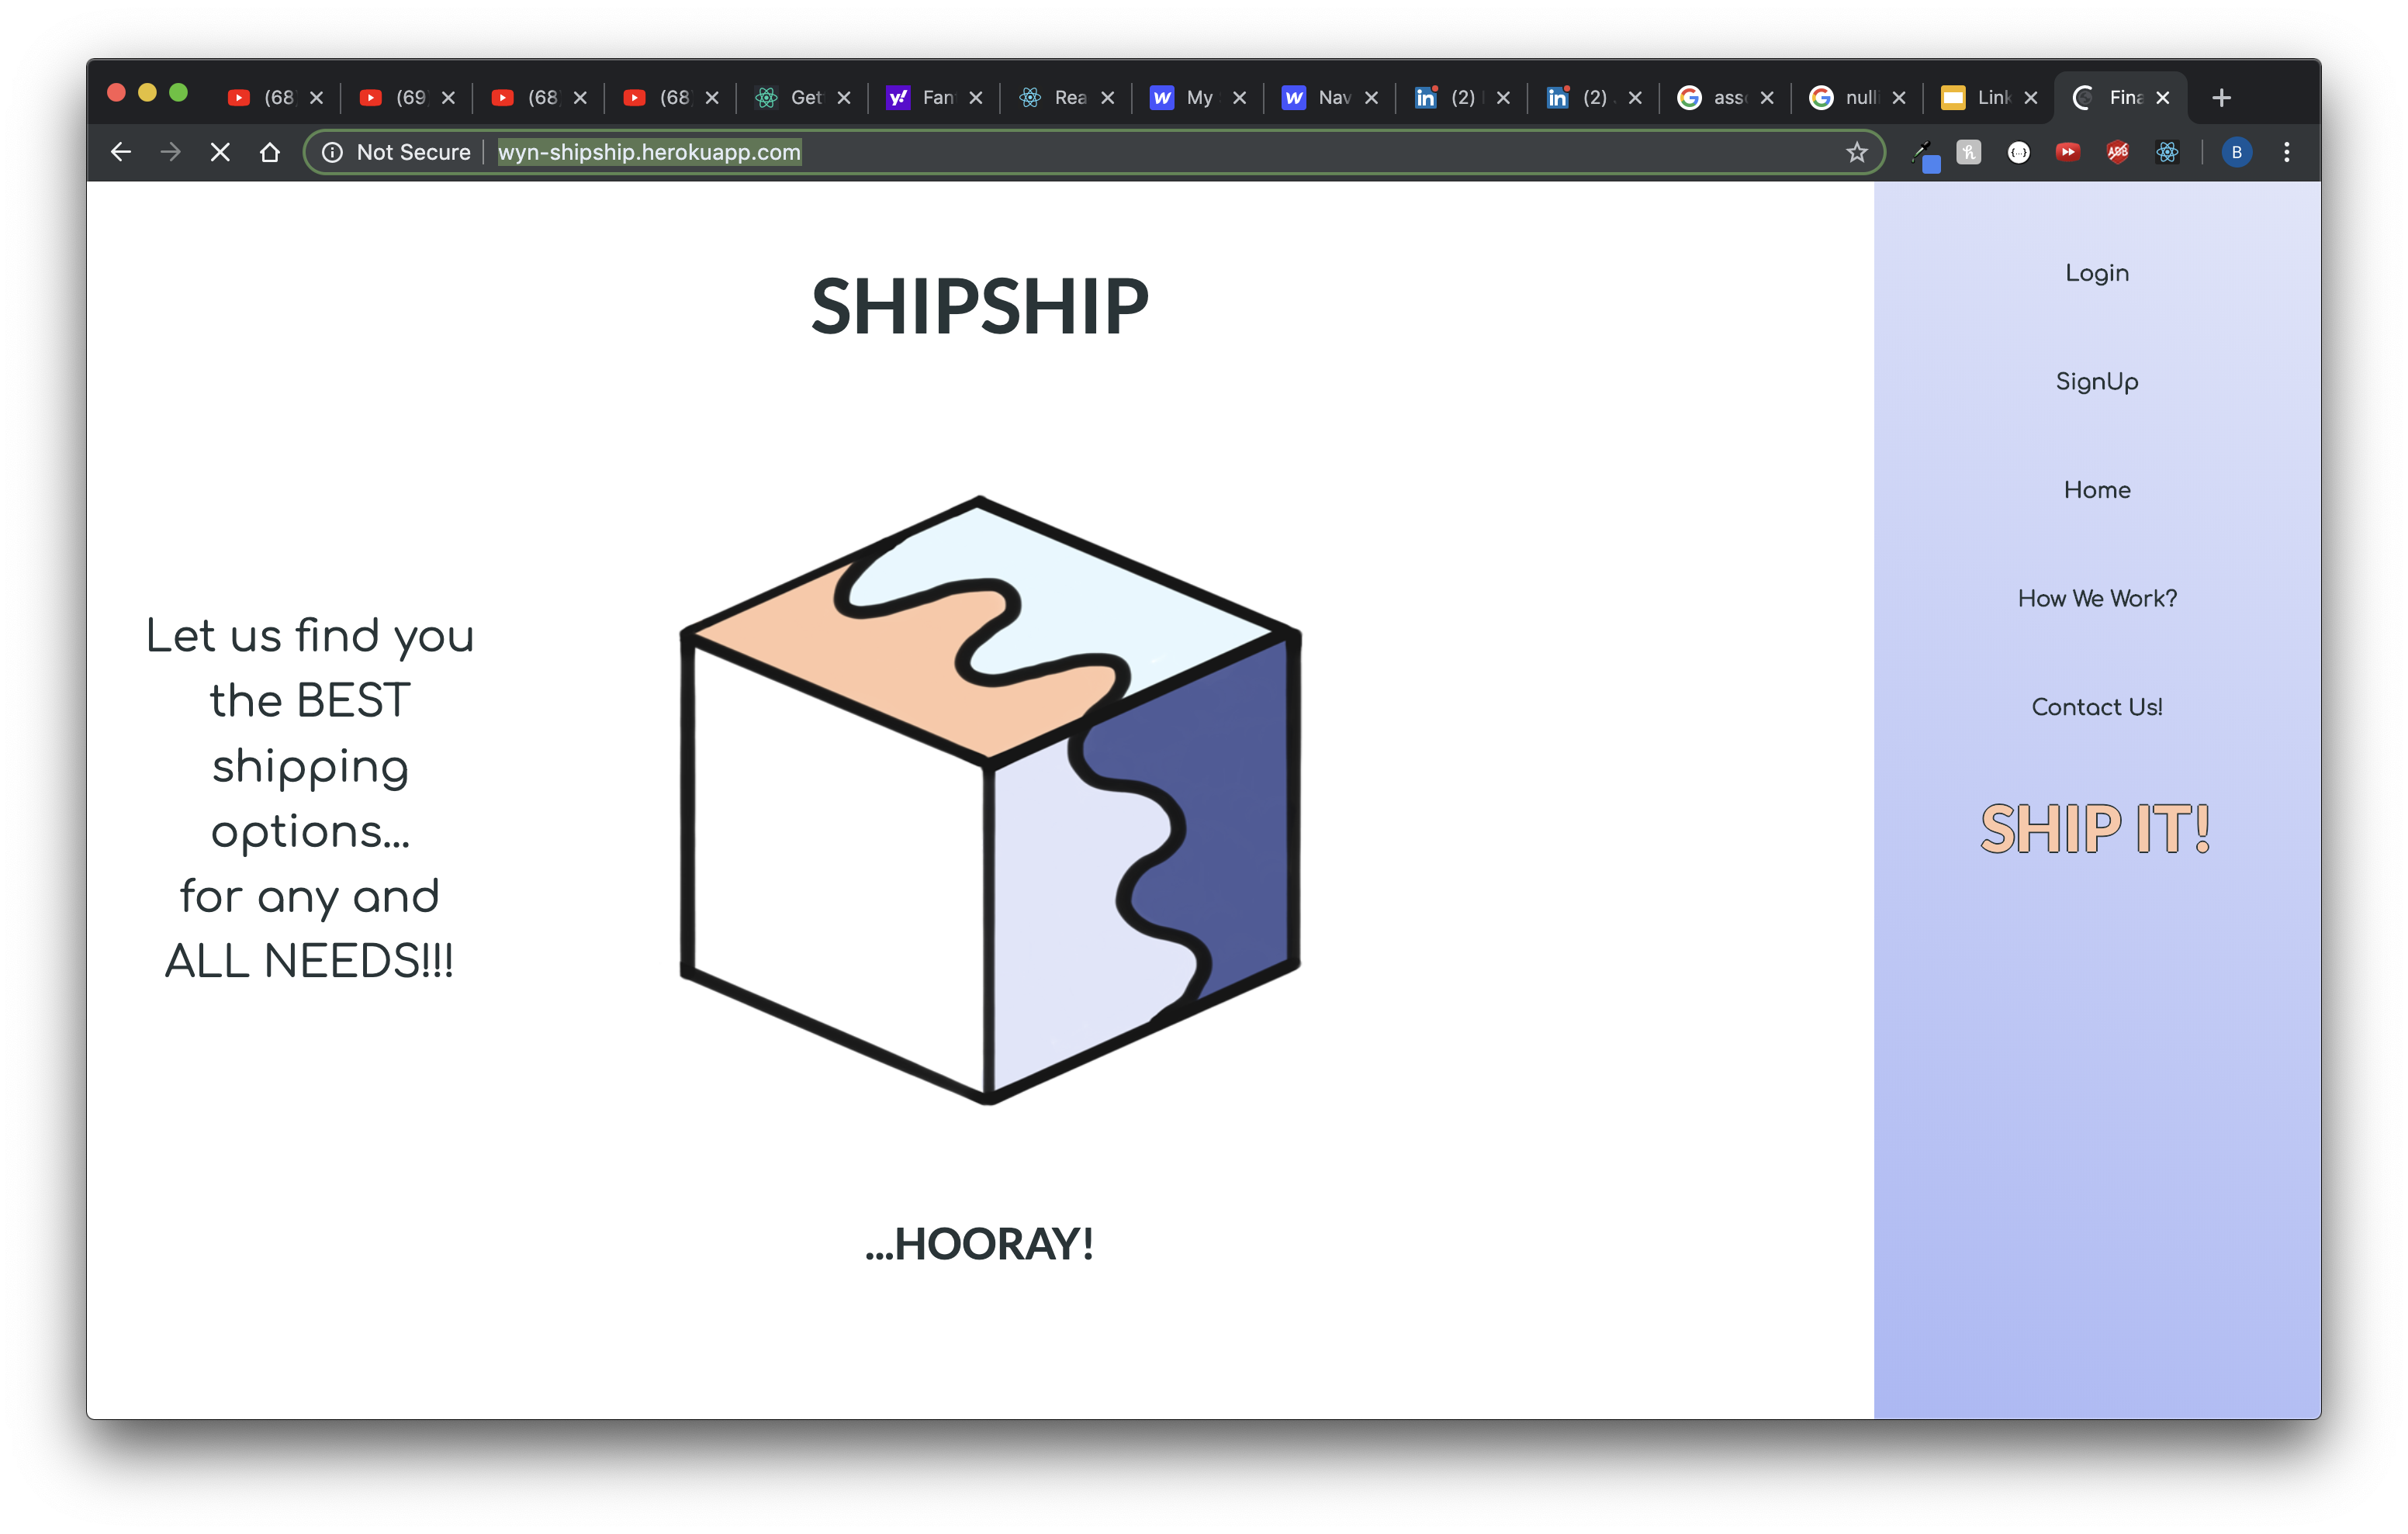 (68
(69
(68
(68
Get
Fan
Rea
My
Nav
(2)
(2)
asso
nulli
Link
Fina
Not Secure
wyn-shipship.herokuapp.com
B
SHIPSHIP
Let us find you
the BEST
shipping
options...
for any and
ALL NEEDS!!!
...HOORAY!
Login
SignUp
Home
How We Work?
Contact Us!
SHIP IT!